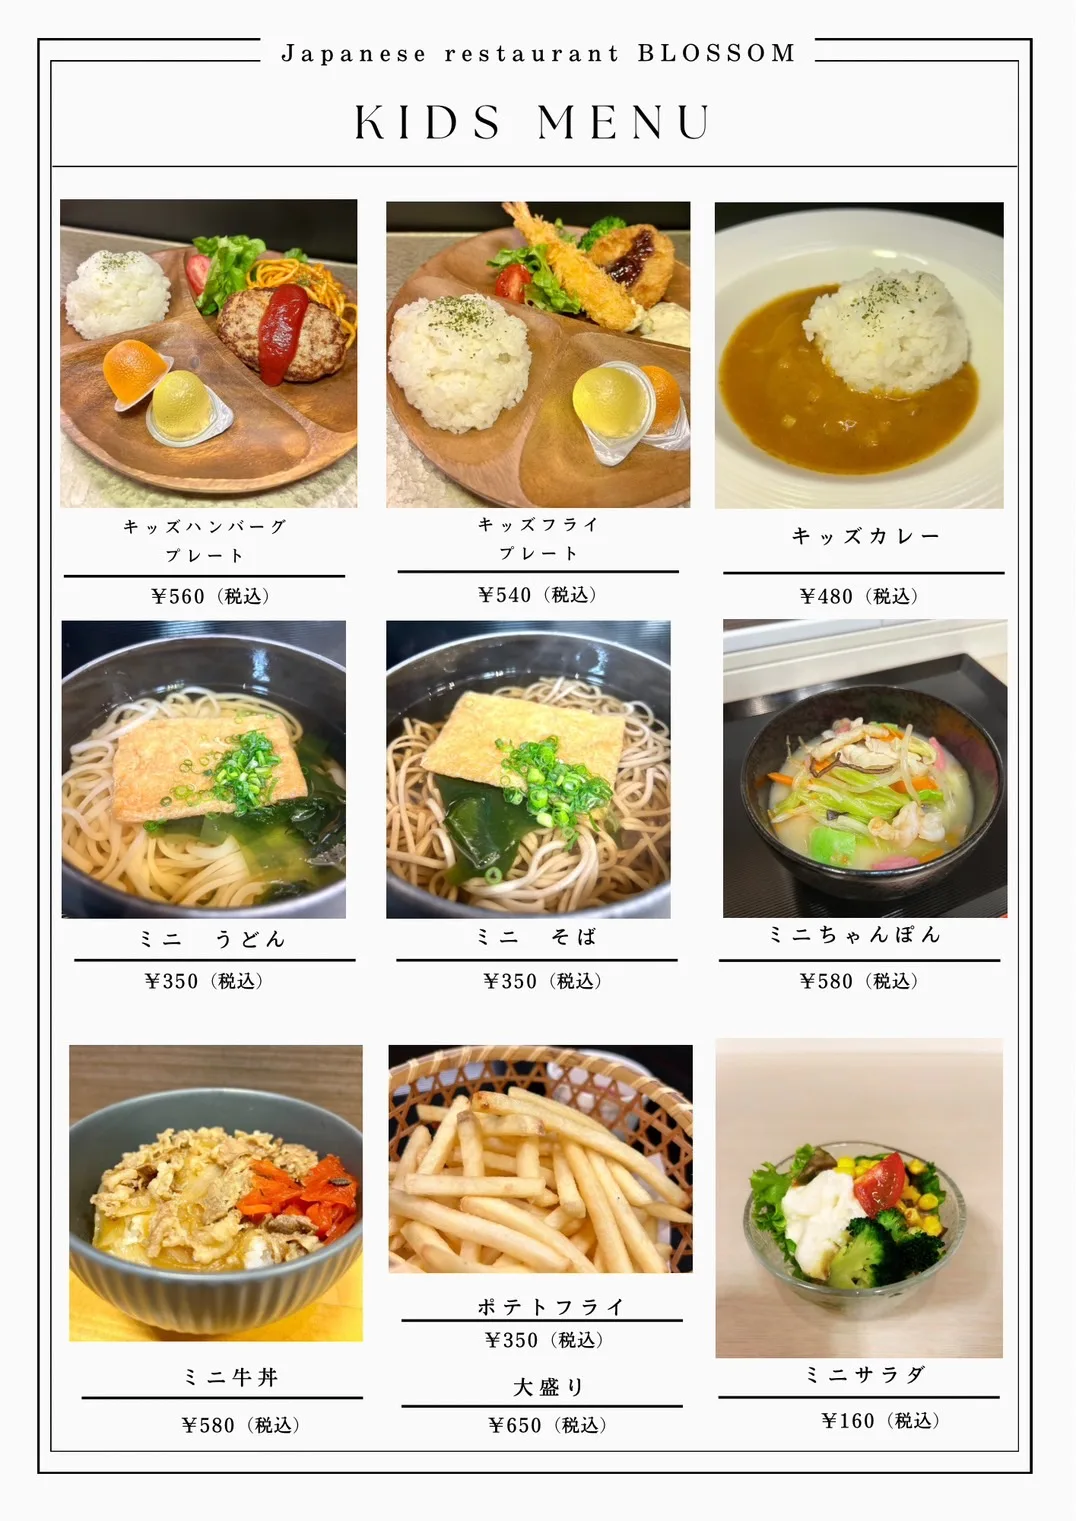 Japanese restaurant BLOSSOM
KIDS MENU
キッズハンバーグ
プレート
¥560（税込）
キッズフライ
プレート
¥540（税込）
キッズカレー
¥480（税込）
ミニ　うどん
¥350（税込）
ミニ　そば
¥350（税込）
ミニちゃんぽん
¥580（税込）
ミニ牛丼
¥580（税込）
ポテトフライ
¥350（税込）
大盛り
¥650（税込）
ミニサラダ
¥160（税込）